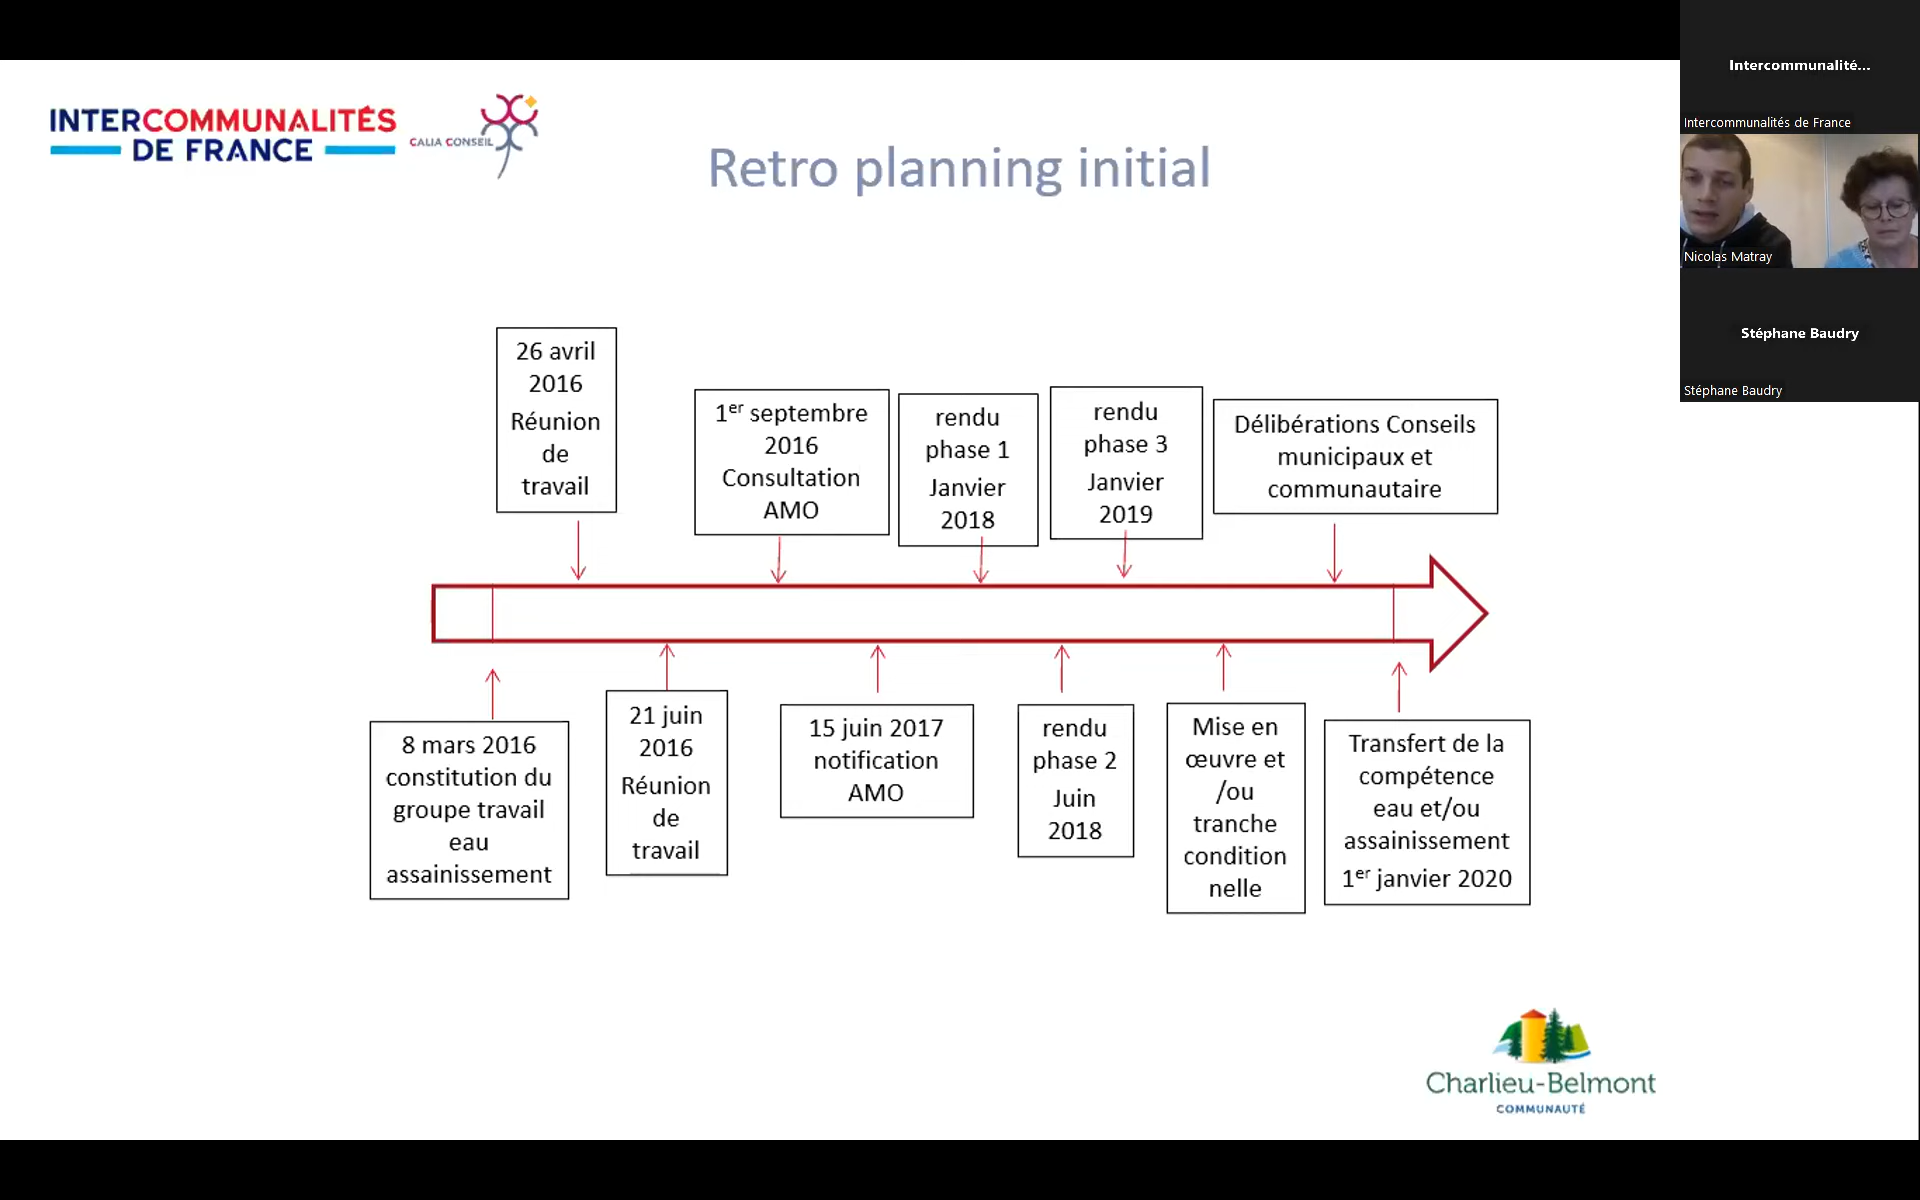 INTERCOMMUNALITÉS
DE FRANCE
CALIA CONSEIL
Retro planning initial
26 avril
2016
Réunion
de
travail
1er septembre
2016
Consultation
AMO
rendu
phase 1
Janvier
2018
rendu
phase 3
Janvier
2019
Délibérations Conseils
municipaux et
communautaire
8 mars 2016
constitution du
groupe travail
eau
assainissement
21 juin
2016
Réunion
de
travail
15 juin 2017
notification
AMO
rendu
phase 2
Juin
2018
Mise en
œuvre et
/ou
tranche
condition
nelle
Transfert de la
compétence
eau et/ou
assainissement
1er janvier 2020
Charlieu-Belmont
COMMUNAUTÉ
Intercommunalité...
Intercommunalités de France
Nicolas Matray
Stéphane Baudry
Stéphane Baudry